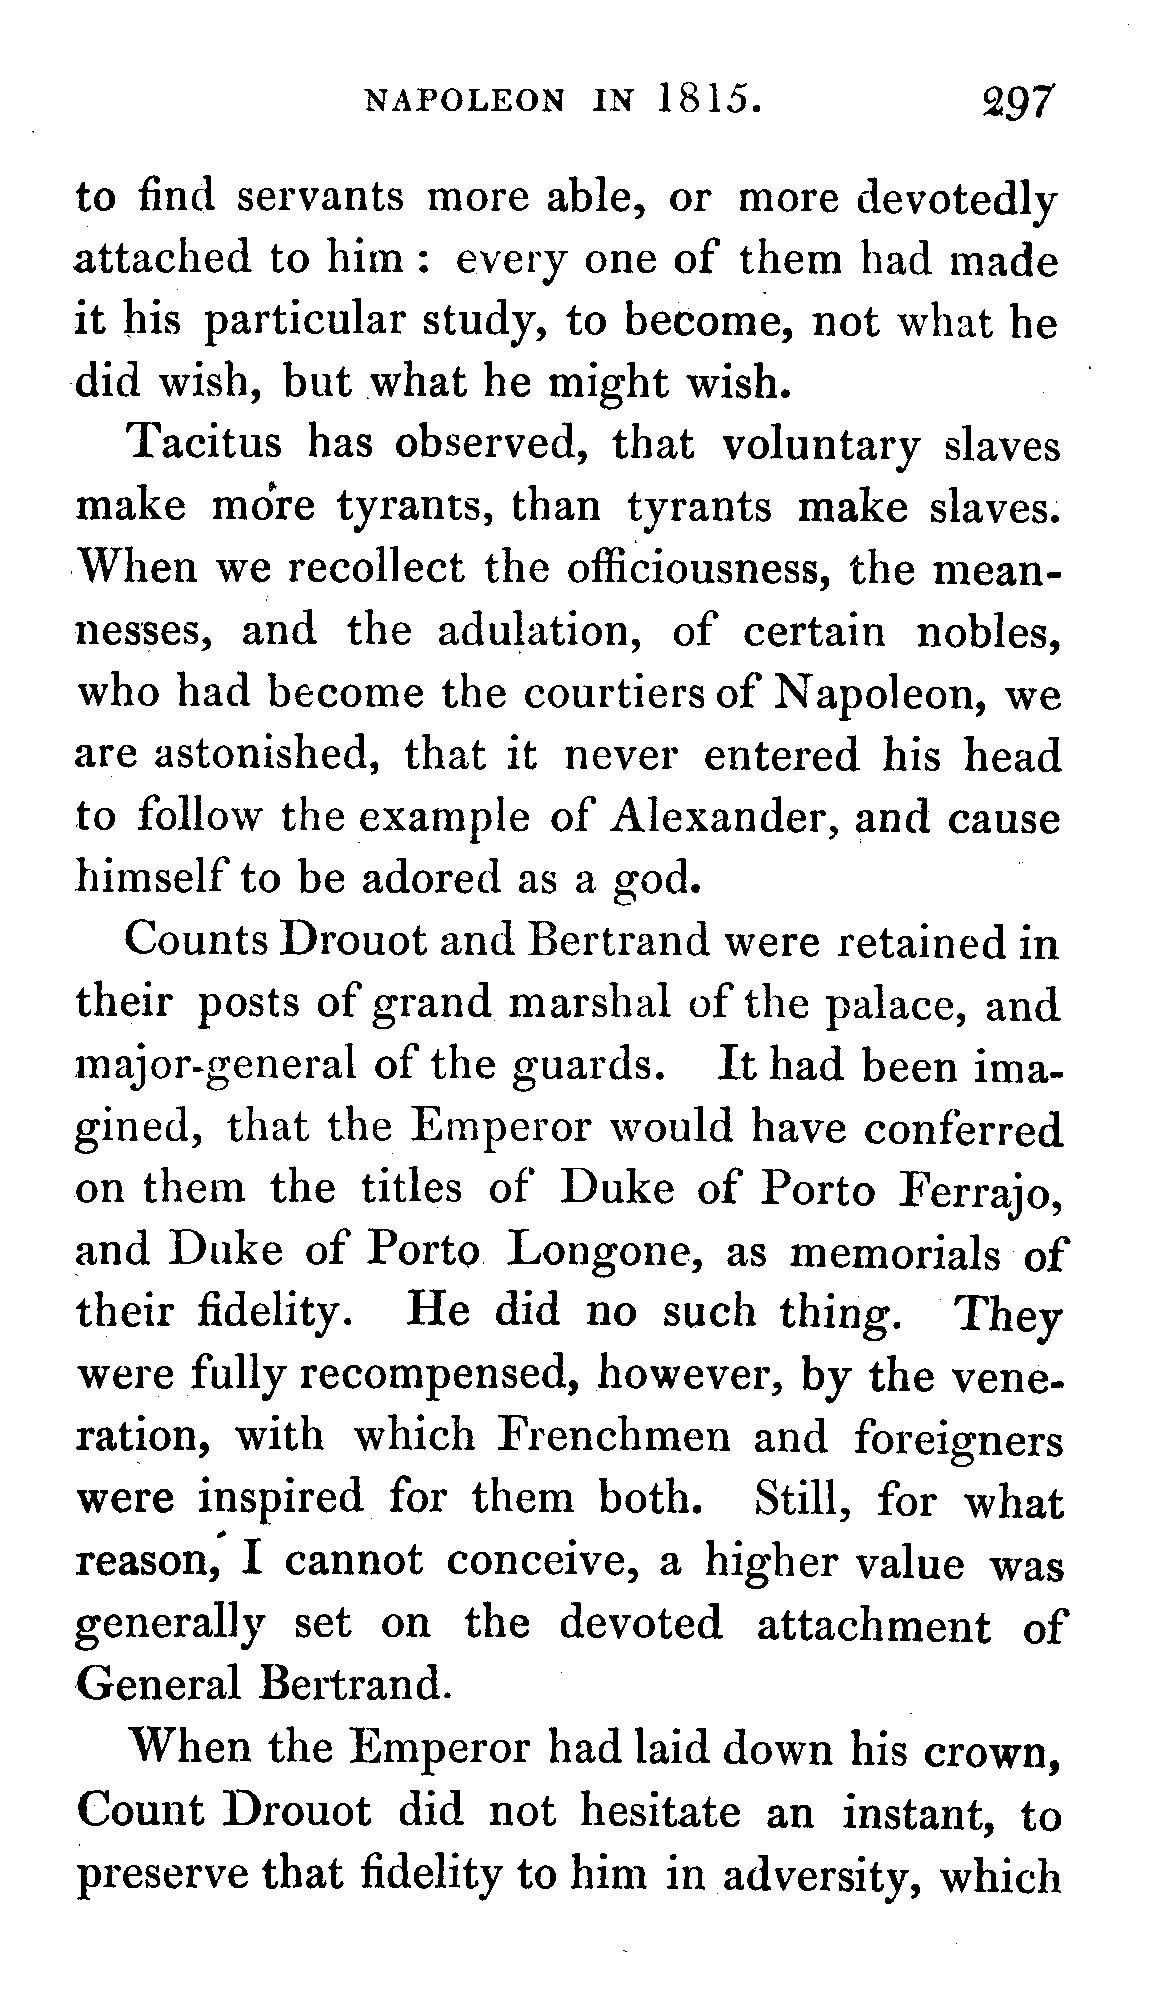 NAPOLEON IN 1815. 297
to find servants more able, or more devotedly
attached to him : every one of them had made
it his particular study, to become, not what he
did wish, but what he might wish.
Tacitus has observed, that voluntary slaves
make more tyrants, than tyrants make slaves.
When we recollect the officiousness, the mean-
nesses, and the adulation, of certain nobles,
who had become the courtiers of Napoleon, we
are astonished, that it never entered his head
to follow the example of Alexander, and cause
himself to be adored as a god.
Counts Drouot and Bertrand were retained in
their posts of grand marshal of the palace, and
major-general of the guards. It had been ima-
gined, that the Emperor would have conferred
on them the titles of Duke of Porto Ferrajo,
and Duke of Porto Longone, as memorials of
their fidelity. He did no such thing. They
were fully recompensed, however, by the vene-
ration, with which Frenchmen and foreigners
were inspired for them both. Still, for what
reason, I cannot conceive, a higher value was
generally set on the devoted attachment of
General Bertrand.
When the Emperor had laid down his crown,
Count Drouot did not hesitate an instant, to
preserve that fidelity to him in adversity, which